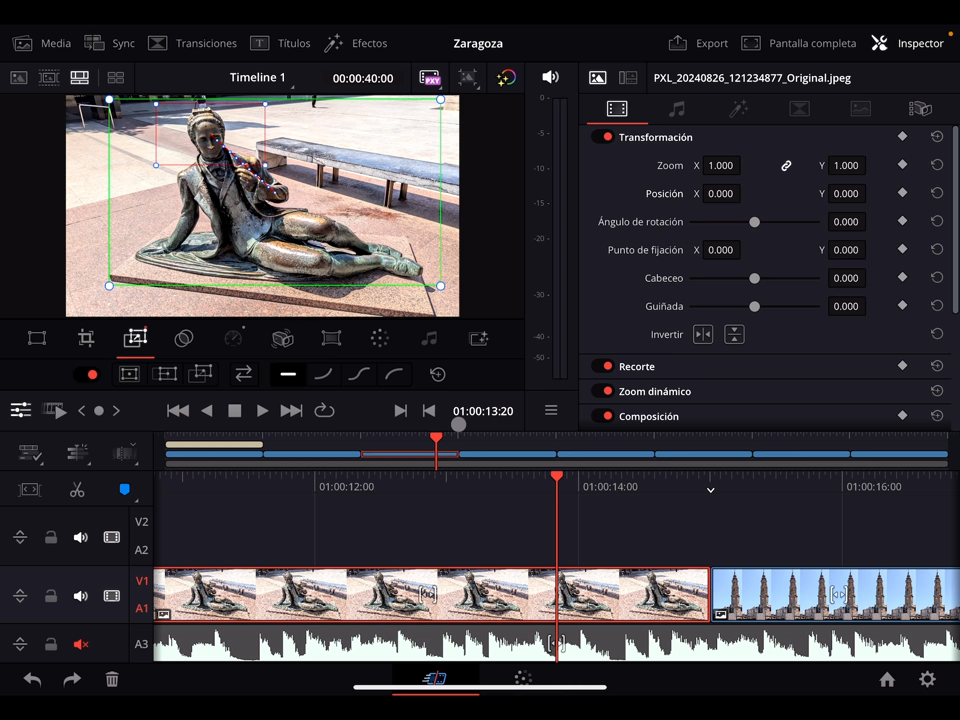 Media
Sync
Transiciones
Títulos
Efectos
Zaragoza
Export
Pantalla completa
Inspector
Timeline 1
00:00:40:00
PXY
PXL_20240826_121234877_Original.jpeg
0
-5
-10
-15
-20
-30
-40
-50
Transformación
Zoom X 1.000 Y 1.000
Posición X 0.000 Y 0.000
Ángulo de rotación 0.000
Punto de fijación X 0.000 Y 0.000
Cabeceo 0.000
Guiñada 0.000
Invertir
Recorte
Zoom dinámico
Composición
01:00:13:20
01:00:12:00
01:00:14:00
01:00:16:00
V2
A2
V1
A1
A3